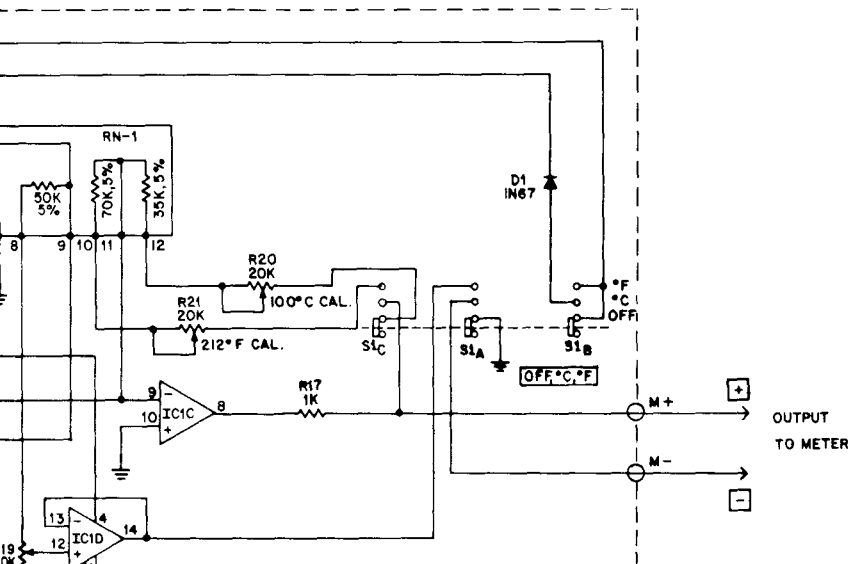 RN-1
50K
5%
70K,5%
35K,5%
8
9
10
11
12
D1
IN67
R20
20K
100°C CAL.
R21
20K
212°F CAL.
°F
°C
OFF
S1C
S1A
S1B
OFF,°C,°F
R17
1K
9
-
IC1C
8
10
+
M+
+
OUTPUT
TO METER
M-
-
13
-
4
14
IC1D
12
+